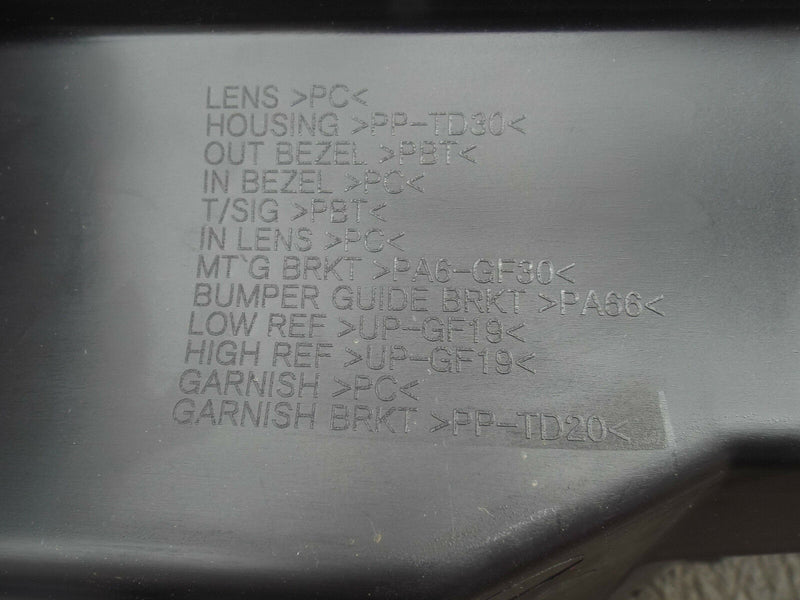 LENS >PC<
HOUSING >PP-TD30<
OUT BEZEL >PBT<
IN BEZEL >PC<
T/SIG >PBT<
IN LENS >PC<
MT`G BRKT >PA6-GF30<
BUMPER GUIDE BRKT >PA66<
LOW REF >UP-GF19<
HIGH REF >UP-GF19<
GARNISH >PC<
GARNISH BRKT >PP-TD20<